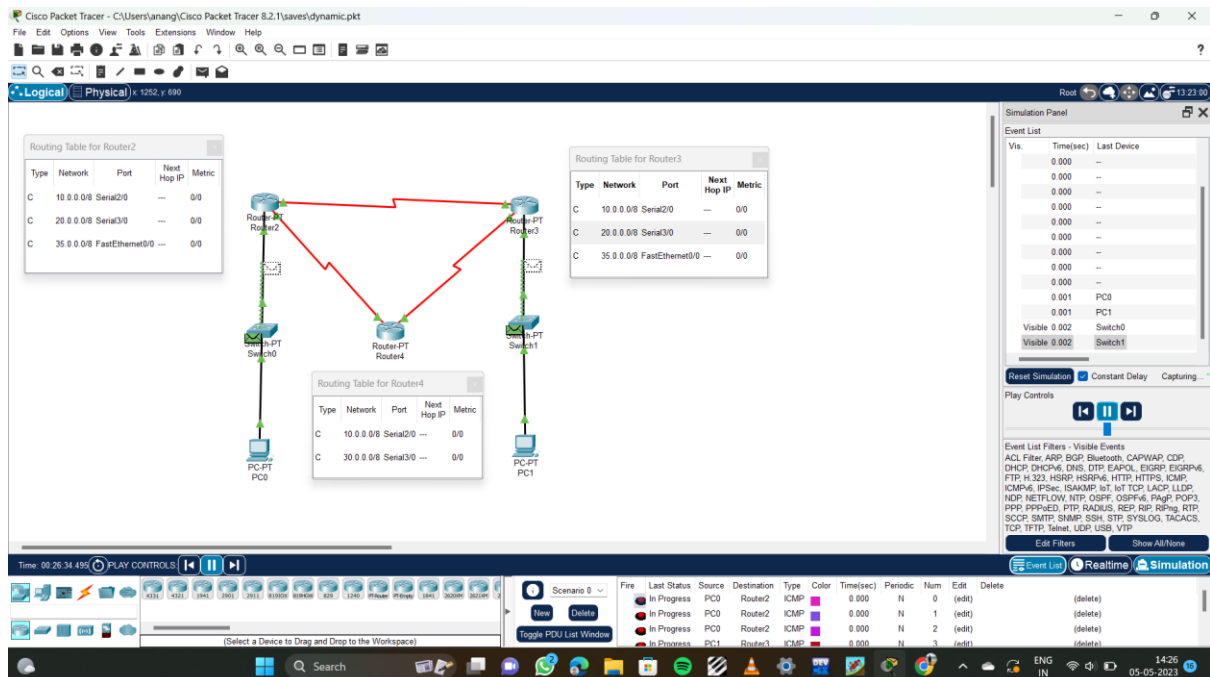 Cisco Packet Tracer - C:\Users\anang\Cisco Packet Tracer 8.2.1\saves\dynamic.pkt
File Edit Options View Tools Extensions Window Help
?
Logical Physical x: 1252, y: 690
Root 13:23:00
Routing Table for Router2
Type Network Port Next Hop IP Metric
C 10.0.0.0/8 Serial2/0 --- 0/0
C 20.0.0.0/8 Serial3/0 --- 0/0
C 35.0.0.0/8 FastEthernet0/0 --- 0/0
Router-PT
Router2
Router-PT
Router3
Routing Table for Router3
Type Network Port Next Hop IP Metric
C 10.0.0.0/8 Serial2/0 --- 0/0
C 20.0.0.0/8 Serial3/0 --- 0/0
C 35.0.0.0/8 FastEthernet0/0 --- 0/0
Switch-PT
Switch0
Router-PT
Router4
Switch-PT
Switch1
Routing Table for Router4
Type Network Port Next Hop IP Metric
C 10.0.0.0/8 Serial2/0 --- 0/0
C 30.0.0.0/8 Serial3/0 --- 0/0
PC-PT
PC0
PC-PT
PC1
Simulation Panel
Event List
Vis. Time(sec) Last Device
0.000 --
0.000 --
0.000 --
0.000 --
0.000 --
0.000 --
0.000 --
0.000 --
0.000 --
0.001 PC0
0.001 PC1
Visible 0.002 Switch0
Visible 0.002 Switch1
Reset Simulation Constant Delay Capturing...
Play Controls
Event List Filters - Visible Events
ACL Filter, ARP, BGP, Bluetooth, CAPWAP, CDP,
DHCP, DHCPv6, DNS, DTP, EAPOL, EIGRP, EIGRPv6,
FTP, H.323, HSRP, HSRPv6, HTTP, HTTPS, ICMP,
ICMPv6, IPSec, ISAKMP, IoT, IoT TCP, LACP, LLDP,
NDP, NETFLOW, NTP, OSPF, OSPFv6, PAgP, POP3,
PPP, PPPoED, PTP, RADIUS, REP, RIP, RIPng, RTP,
SCCP, SMTP, SNMP, SSH, STP, SYSLOG, TACACS,
TCP, TFTP, Telnet, UDP, USB, VTP
Edit Filters Show All/None
Time: 00:26:34.495 PLAY CONTROLS:
Event List Realtime Simulation
4331 4321 1941 2901 2911 819IOX 819HGW 829 1240 PT-Router PT-Empty 1841 2620XM 2621XM
(Select a Device to Drag and Drop to the Workspace)
Scenario 0
New Delete
Toggle PDU List Window
Fire Last Status Source Destination Type Color Time(sec) Periodic Num Edit Delete
In Progress PC0 Router2 ICMP 0.000 N 0 (edit) (delete)
In Progress PC0 Router2 ICMP 0.000 N 1 (edit) (delete)
In Progress PC0 Router2 ICMP 0.000 N 2 (edit) (delete)
In Progress PC1 Router3 ICMP 0.000 N 3 (edit) (delete)
Search
DEV
ENG
IN
14:26
05-05-2023
16